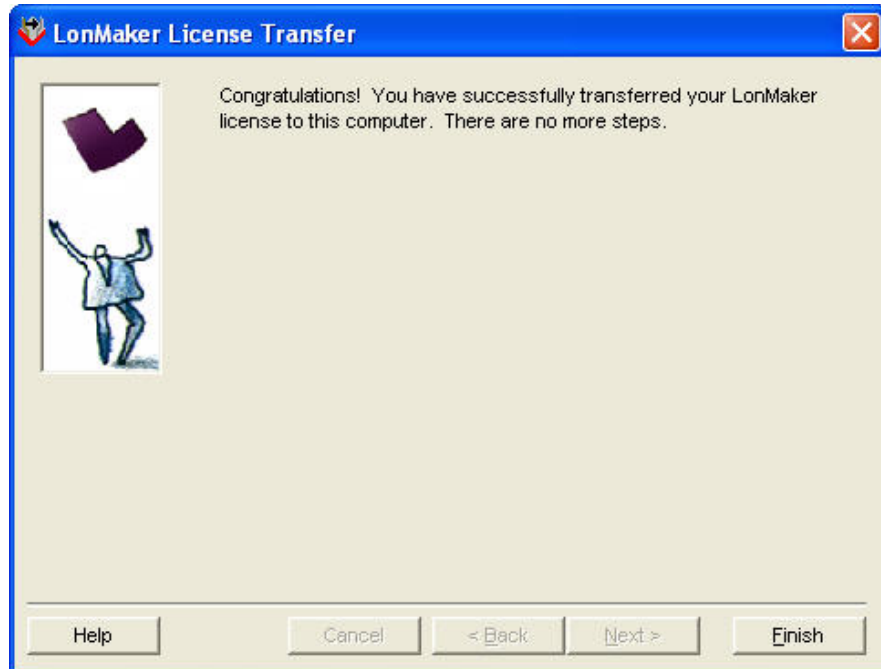 LonMaker License Transfer
Congratulations! You have successfully transferred your LonMaker
license to this computer. There are no more steps.
Help
Cancel
< Back
Next >
Finish